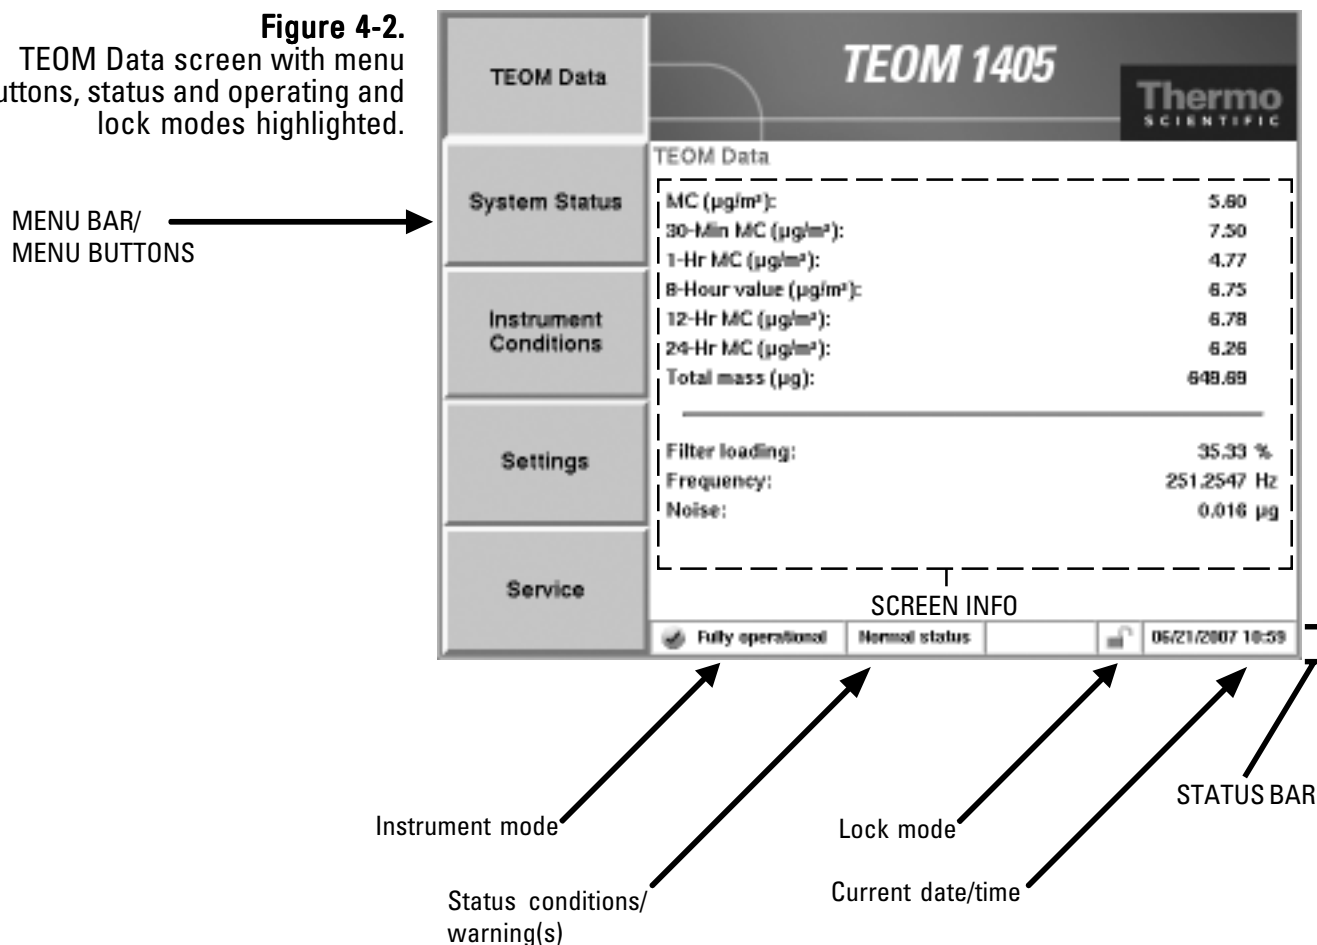 Figure 4-2.
TEOM Data screen with menu
uttons, status and operating and
lock modes highlighted.
MENU BAR/
MENU BUTTONS
TEOM Data
System Status
Instrument
Conditions
Settings
Service
TEOM 1405
Thermo
SCIENTIFIC
TEOM Data
MC (µg/m³): 5.60
30-Min MC (µg/m³): 7.50
1-Hr MC (µg/m³): 4.77
8-Hour value (µg/m³): 6.75
12-Hr MC (µg/m³): 6.78
24-Hr MC (µg/m³): 6.26
Total mass (µg): 649.69
Filter loading: 35.33 %
Frequency: 251.2547 Hz
Noise: 0.016 µg
SCREEN INFO
Fully operational
Normal status
06/21/2007 10:59
STATUS BAR
Instrument mode
Lock mode
Status conditions/
warning(s)
Current date/time